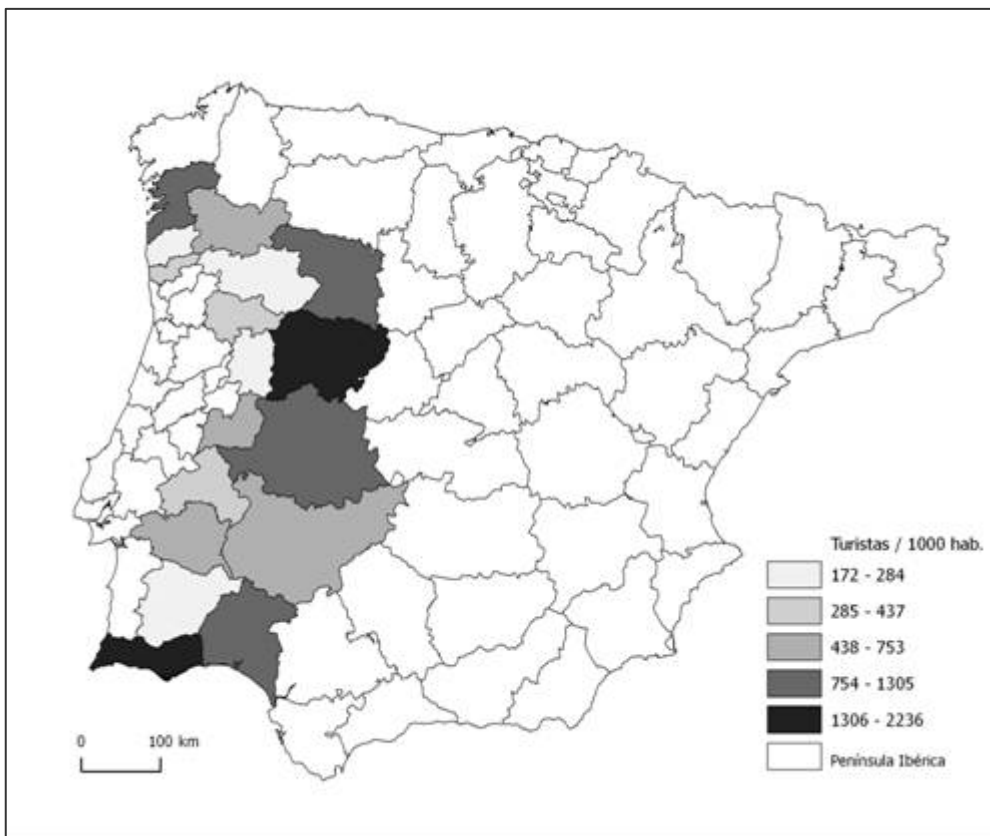 Turistas / 1000 hab.
172 - 284
285 - 437
438 - 753
754 - 1305
1306 - 2236
Península Ibérica
0 100 km